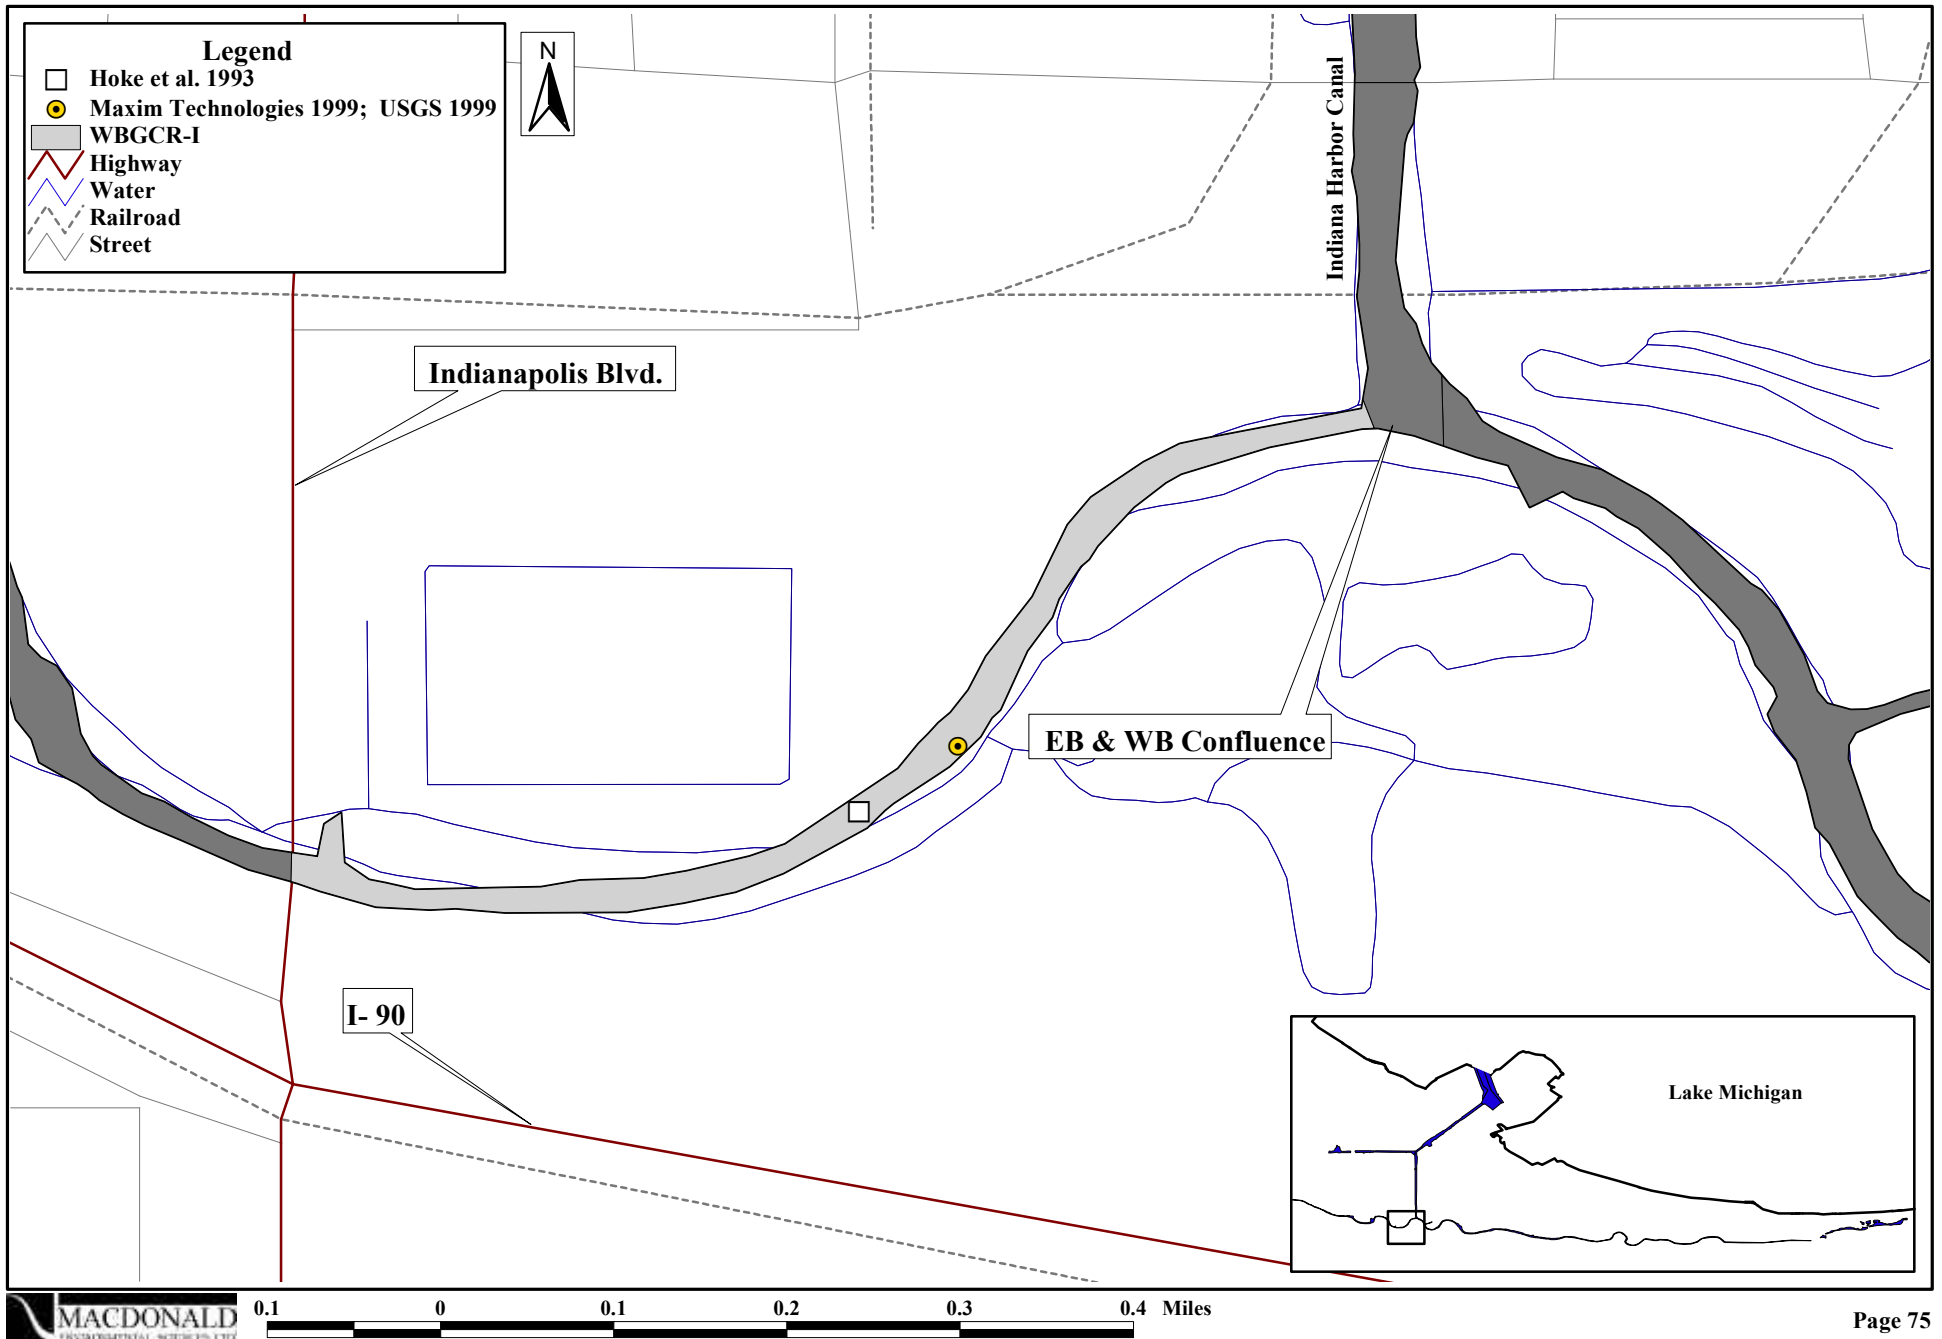 Legend
Hoke et al. 1993
Maxim Technologies 1999; USGS 1999
WBGCR-I
Highway
Water
Railroad
Street
N
Indiana Harbor Canal
Indianapolis Blvd.
EB & WB Confluence
I- 90
Lake Michigan
MACDONALD
0.1 0 0.1 0.2 0.3 0.4 Miles
Page 75